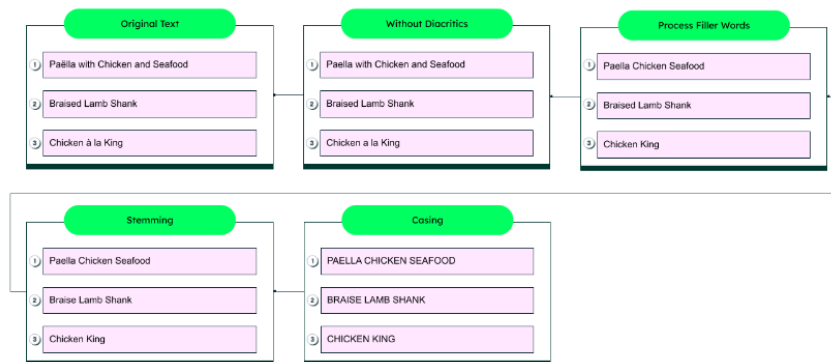 Original Text
1 Paëlla with Chicken and Seafood
2 Braised Lamb Shank
3 Chicken à la King
Without Diacritics
1 Paella with Chicken and Seafood
2 Braised Lamb Shank
3 Chicken a la King
Process Filler Words
1 Paella Chicken Seafood
2 Braised Lamb Shank
3 Chicken King
Stemming
1 Paella Chicken Seafood
2 Braise Lamb Shank
3 Chicken King
Casing
1 PAELLA CHICKEN SEAFOOD
2 BRAISE LAMB SHANK
3 CHICKEN KING